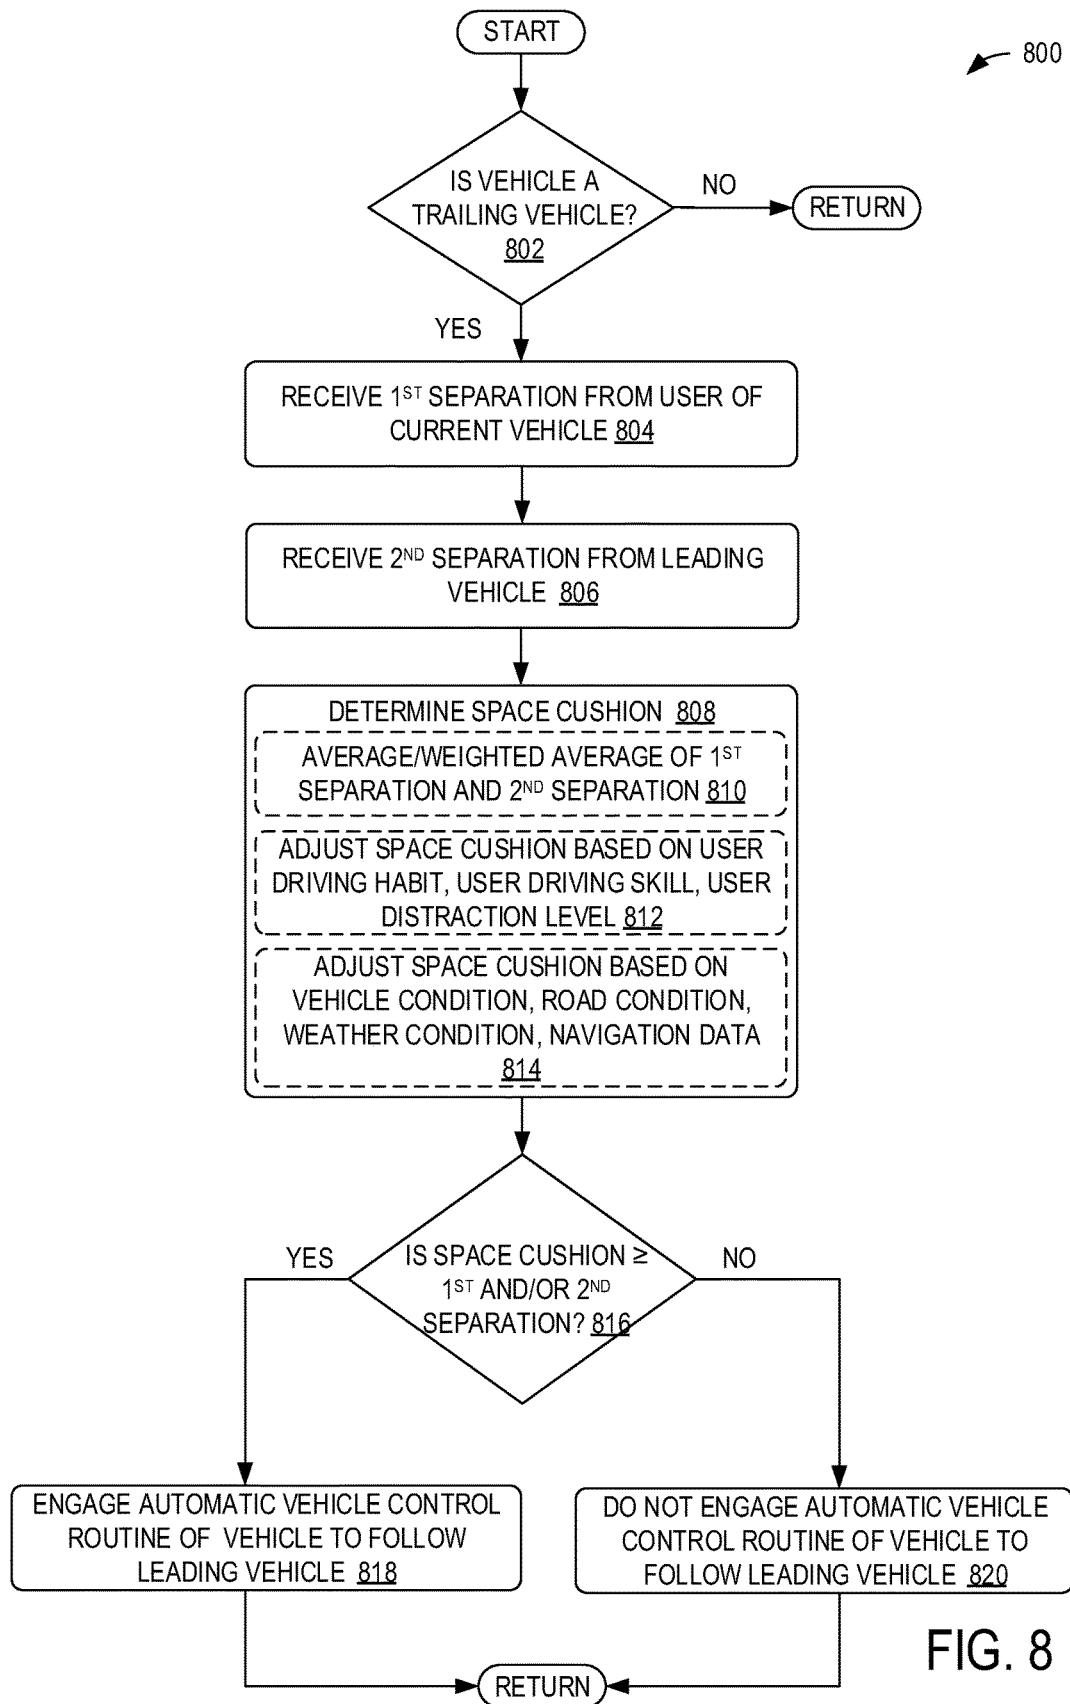 START
800
IS VEHICLE A
TRAILING VEHICLE?
802
NO
RETURN
YES
RECEIVE 1ST SEPARATION FROM USER OF
CURRENT VEHICLE 804
RECEIVE 2ND SEPARATION FROM LEADING
VEHICLE 806
DETERMINE SPACE CUSHION 808
AVERAGE/WEIGHTED AVERAGE OF 1ST
SEPARATION AND 2ND SEPARATION 810
ADJUST SPACE CUSHION BASED ON USER
DRIVING HABIT, USER DRIVING SKILL, USER
DISTRACTION LEVEL 812
ADJUST SPACE CUSHION BASED ON
VEHICLE CONDITION, ROAD CONDITION,
WEATHER CONDITION, NAVIGATION DATA
814
YES
IS SPACE CUSHION ≥
1ST AND/OR 2ND
SEPARATION? 816
NO
ENGAGE AUTOMATIC VEHICLE CONTROL
ROUTINE OF VEHICLE TO FOLLOW
LEADING VEHICLE 818
DO NOT ENGAGE AUTOMATIC VEHICLE
CONTROL ROUTINE OF VEHICLE TO
FOLLOW LEADING VEHICLE 820
RETURN
FIG. 8